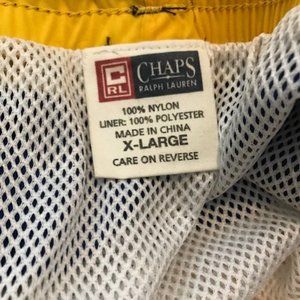 C
RL
CHAPS
RALPH LAUREN
100% NYLON
LINER: 100% POLYESTER
MADE IN CHINA
X-LARGE
CARE ON REVERSE